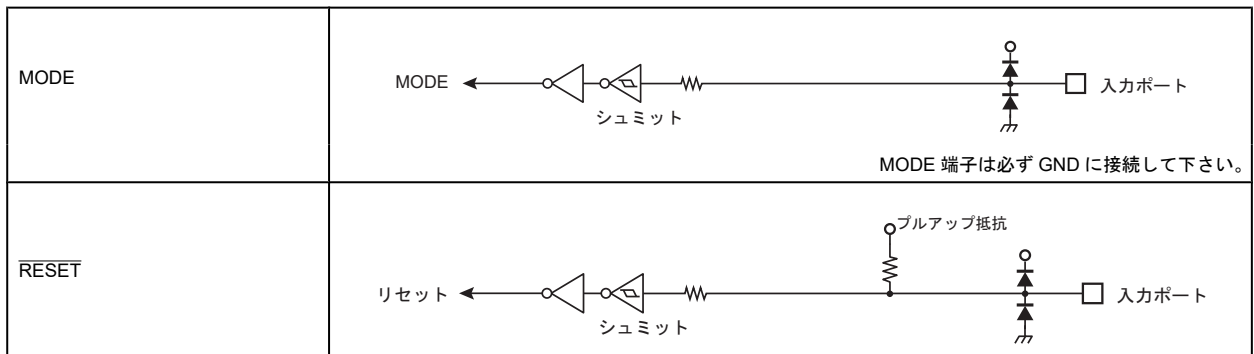 MODE
MODE
シュミット
入力ポート
MODE 端子は必ず GND に接続して下さい。
RESET
プルアップ抵抗
リセット
シュミット
入力ポート